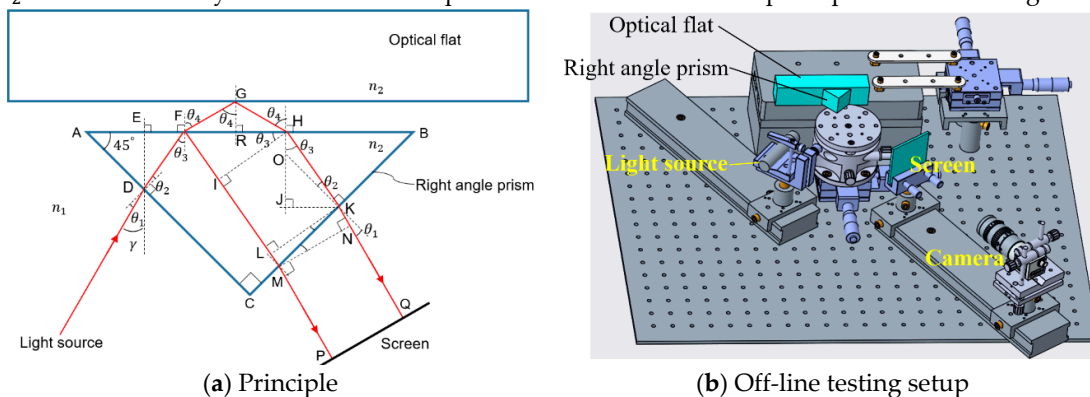 Optical flat
n₂
A
E
F
θ₄
G
θ₄
R
θ₄
H
B
45°
θ₃
θ₃
θ₃
n₂
D
θ₂
I
O
θ₂
Right angle prism
n₁
θ₁
J
K
γ
L
N
θ₁
M
C
Q
Light source
P
Screen
(a) Principle
Optical flat
Right angle prism
Light source
Screen
Camera
(b) Off-line testing setup